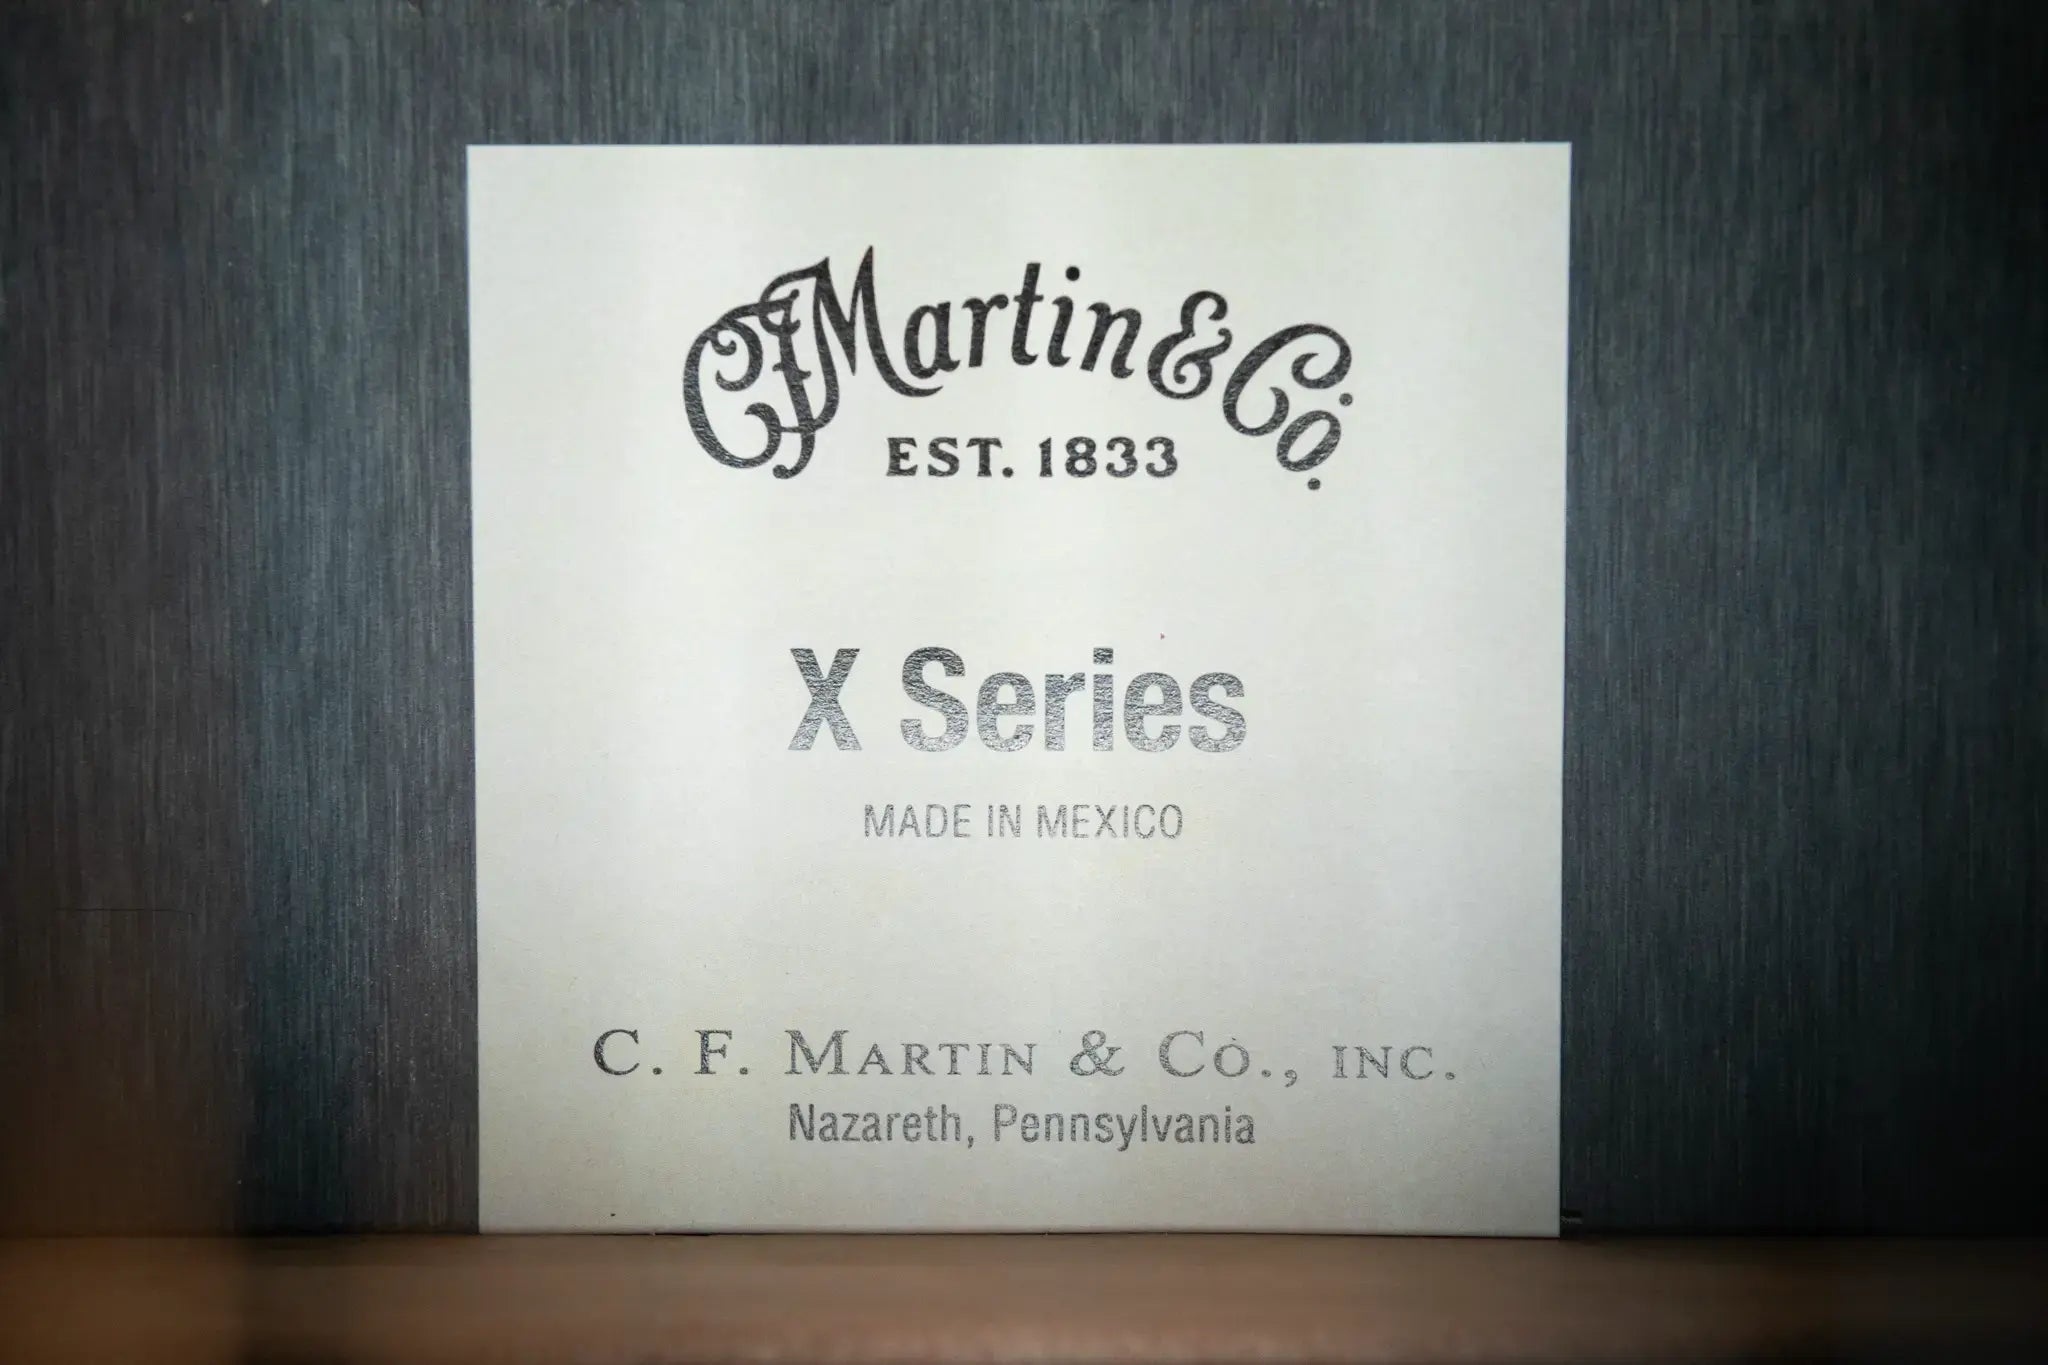 CFMartin & Co.
EST. 1833
X Series
MADE IN MEXICO
C. F. MARTIN & CO., INC.
Nazareth, Pennsylvania